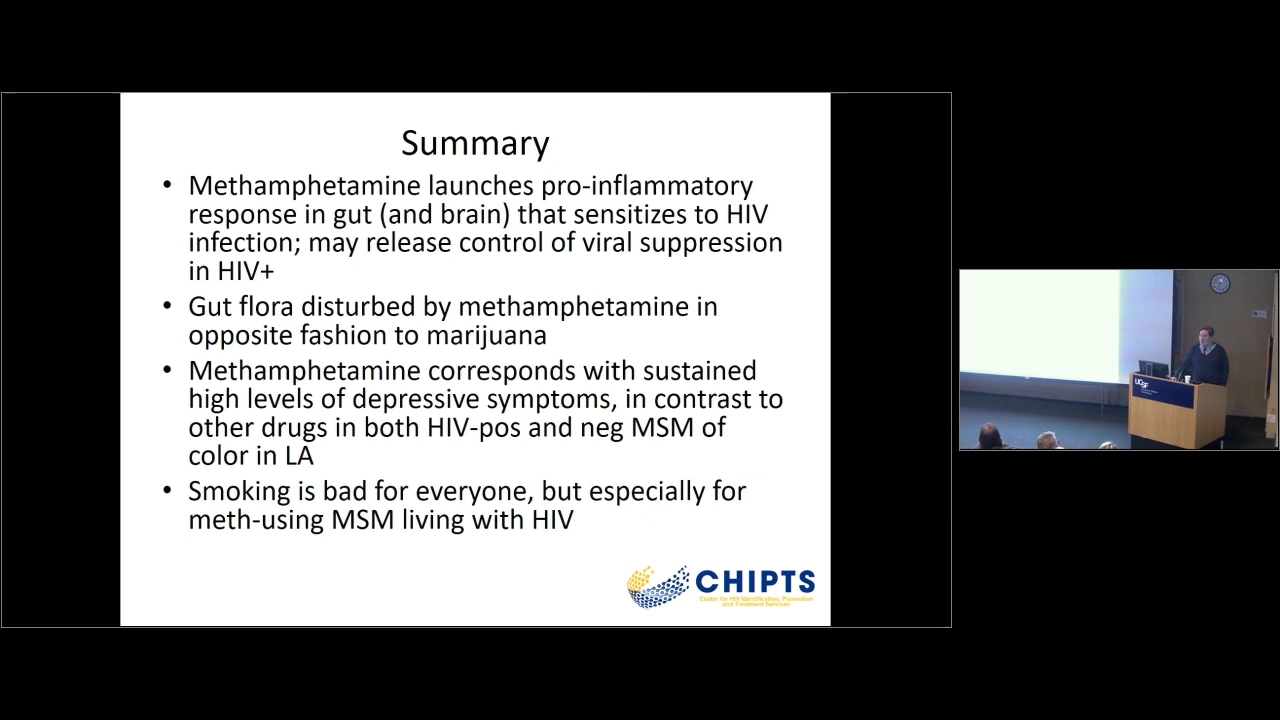 Summary
• Methamphetamine launches pro-inflammatory
response in gut (and brain) that sensitizes to HIV
infection; may release control of viral suppression
in HIV+
• Gut flora disturbed by methamphetamine in
opposite fashion to marijuana
• Methamphetamine corresponds with sustained
high levels of depressive symptoms, in contrast to
other drugs in both HIV-pos and neg MSM of
color in LA
• Smoking is bad for everyone, but especially for
meth-using MSM living with HIV
CHIPTS
Center for HIV Identification, Prevention
and Treatment Services
UCSF